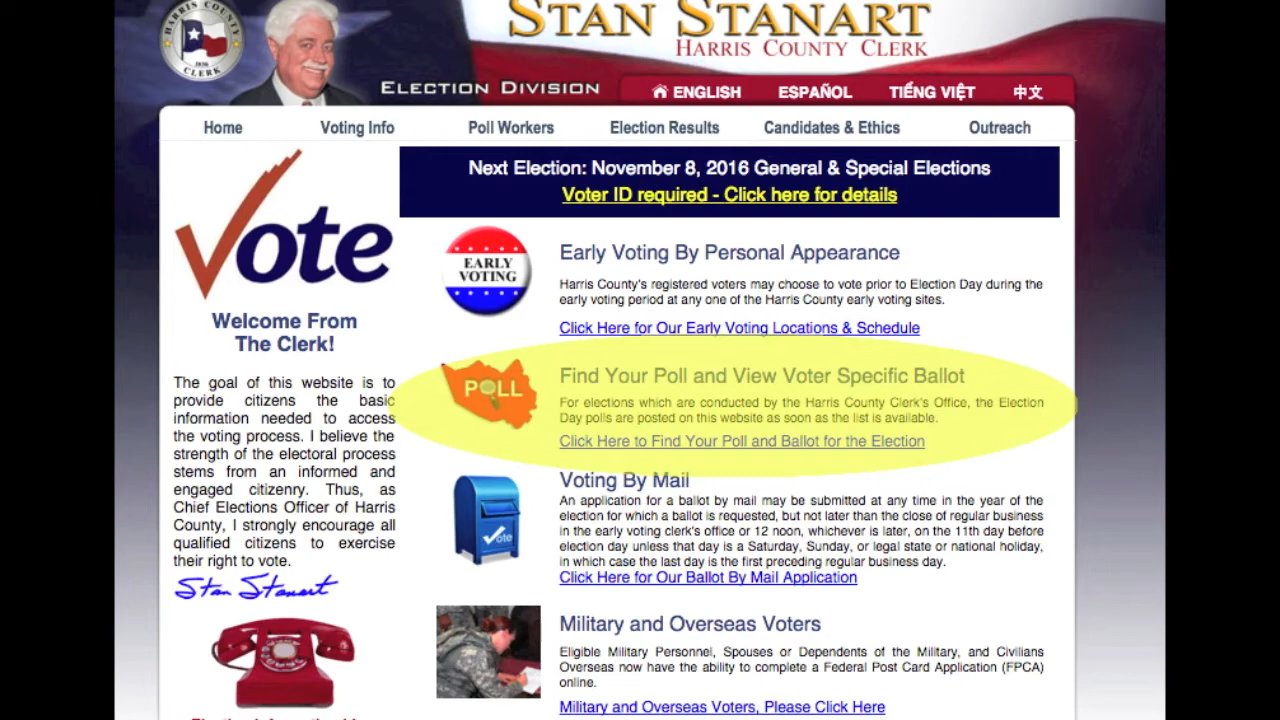 HARRIS COUNTY
1836
CLERK
STAN STANART
HARRIS COUNTY CLERK
ELECTION DIVISION
ENGLISH ESPAÑOL TIẾNG VIỆT 中文
Home Voting Info Poll Workers Election Results Candidates & Ethics Outreach
Vote
Next Election: November 8, 2016 General & Special Elections
Voter ID required - Click here for details
Welcome From
The Clerk!
The goal of this website is to
provide citizens the basic
information needed to access
the voting process. I believe the
strength of the electoral process
stems from an informed and
engaged citizenry. Thus, as
Chief Elections Officer of Harris
County, I strongly encourage all
qualified citizens to exercise
their right to vote.
Stan Stanart
EARLY
VOTING
Early Voting By Personal Appearance
Harris County's registered voters may choose to vote prior to Election Day during the
early voting period at any one of the Harris County early voting sites.
Click Here for Our Early Voting Locations & Schedule
POLL
Find Your Poll and View Voter Specific Ballot
For elections which are conducted by the Harris County Clerk's Office, the Election
Day polls are posted on this website as soon as the list is available.
Click Here to Find Your Poll and Ballot for the Election
Vote
Voting By Mail
An application for a ballot by mail may be submitted at any time in the year of the
election for which a ballot is requested, but not later than the close of regular business
in the early voting clerk's office or 12 noon, whichever is later, on the 11th day before
election day unless that day is a Saturday, Sunday, or legal state or national holiday,
in which case the last day is the first preceding regular business day.
Click Here for Our Ballot By Mail Application
Military and Overseas Voters
Eligible Military Personnel, Spouses or Dependents of the Military, and Civilians
Overseas now have the ability to complete a Federal Post Card Application (FPCA)
online.
Military and Overseas Voters, Please Click Here